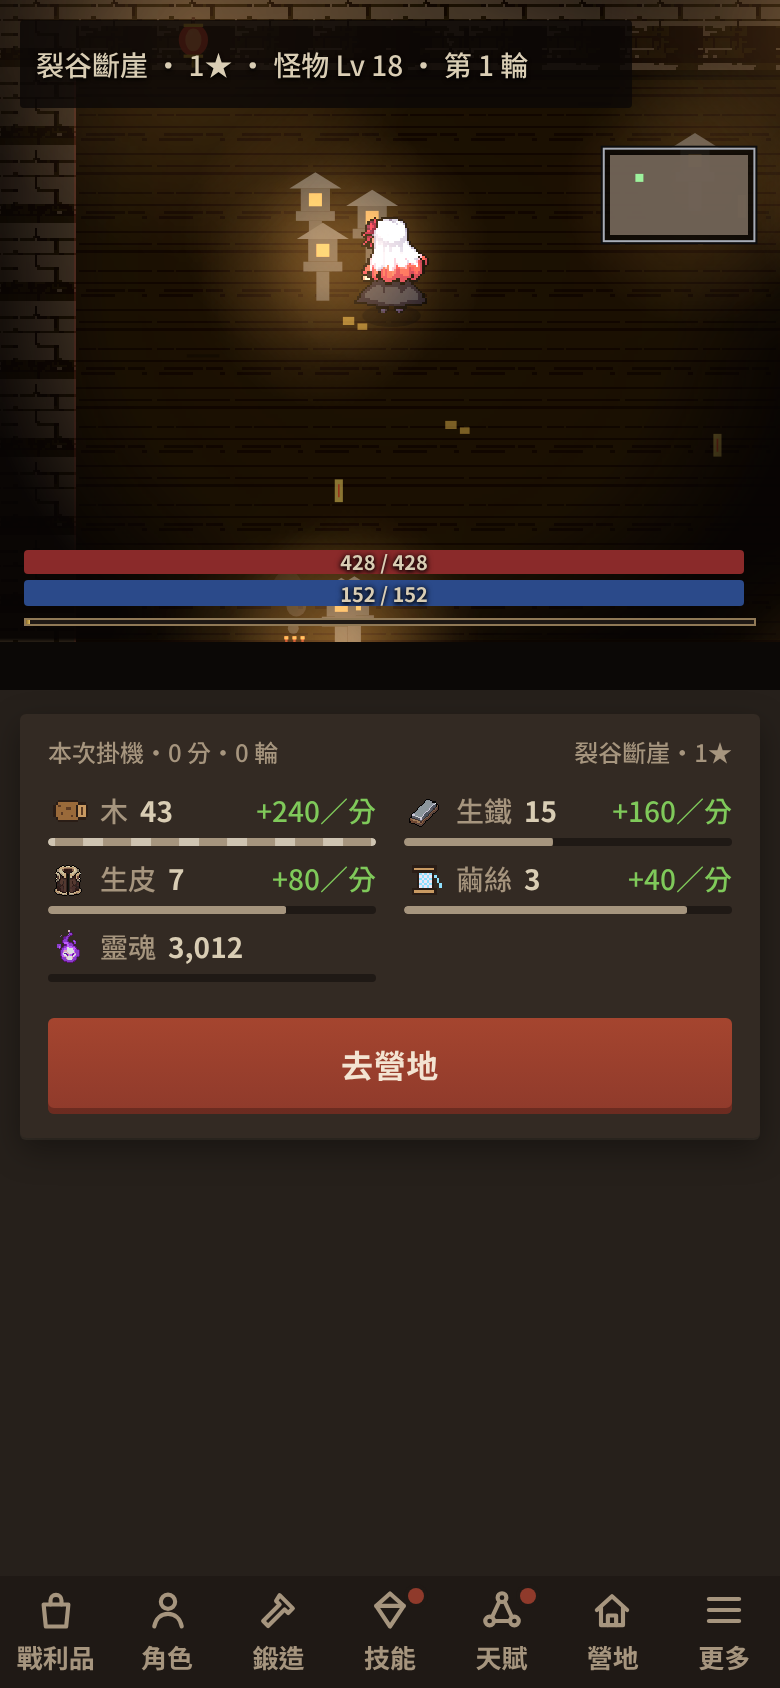 裂谷斷崖 · 1★ · 怪物 Lv 18 · 第 1 輪
428 / 428
152 / 152
本次掛機·0 分·0 輪
裂谷斷崖·1★
木 43 +240／分
生鐵 15 +160／分
生皮 7 +80／分
繭絲 3 +40／分
靈魂 3,012
去營地
戰利品 角色 鍛造 技能 天賦 營地 更多